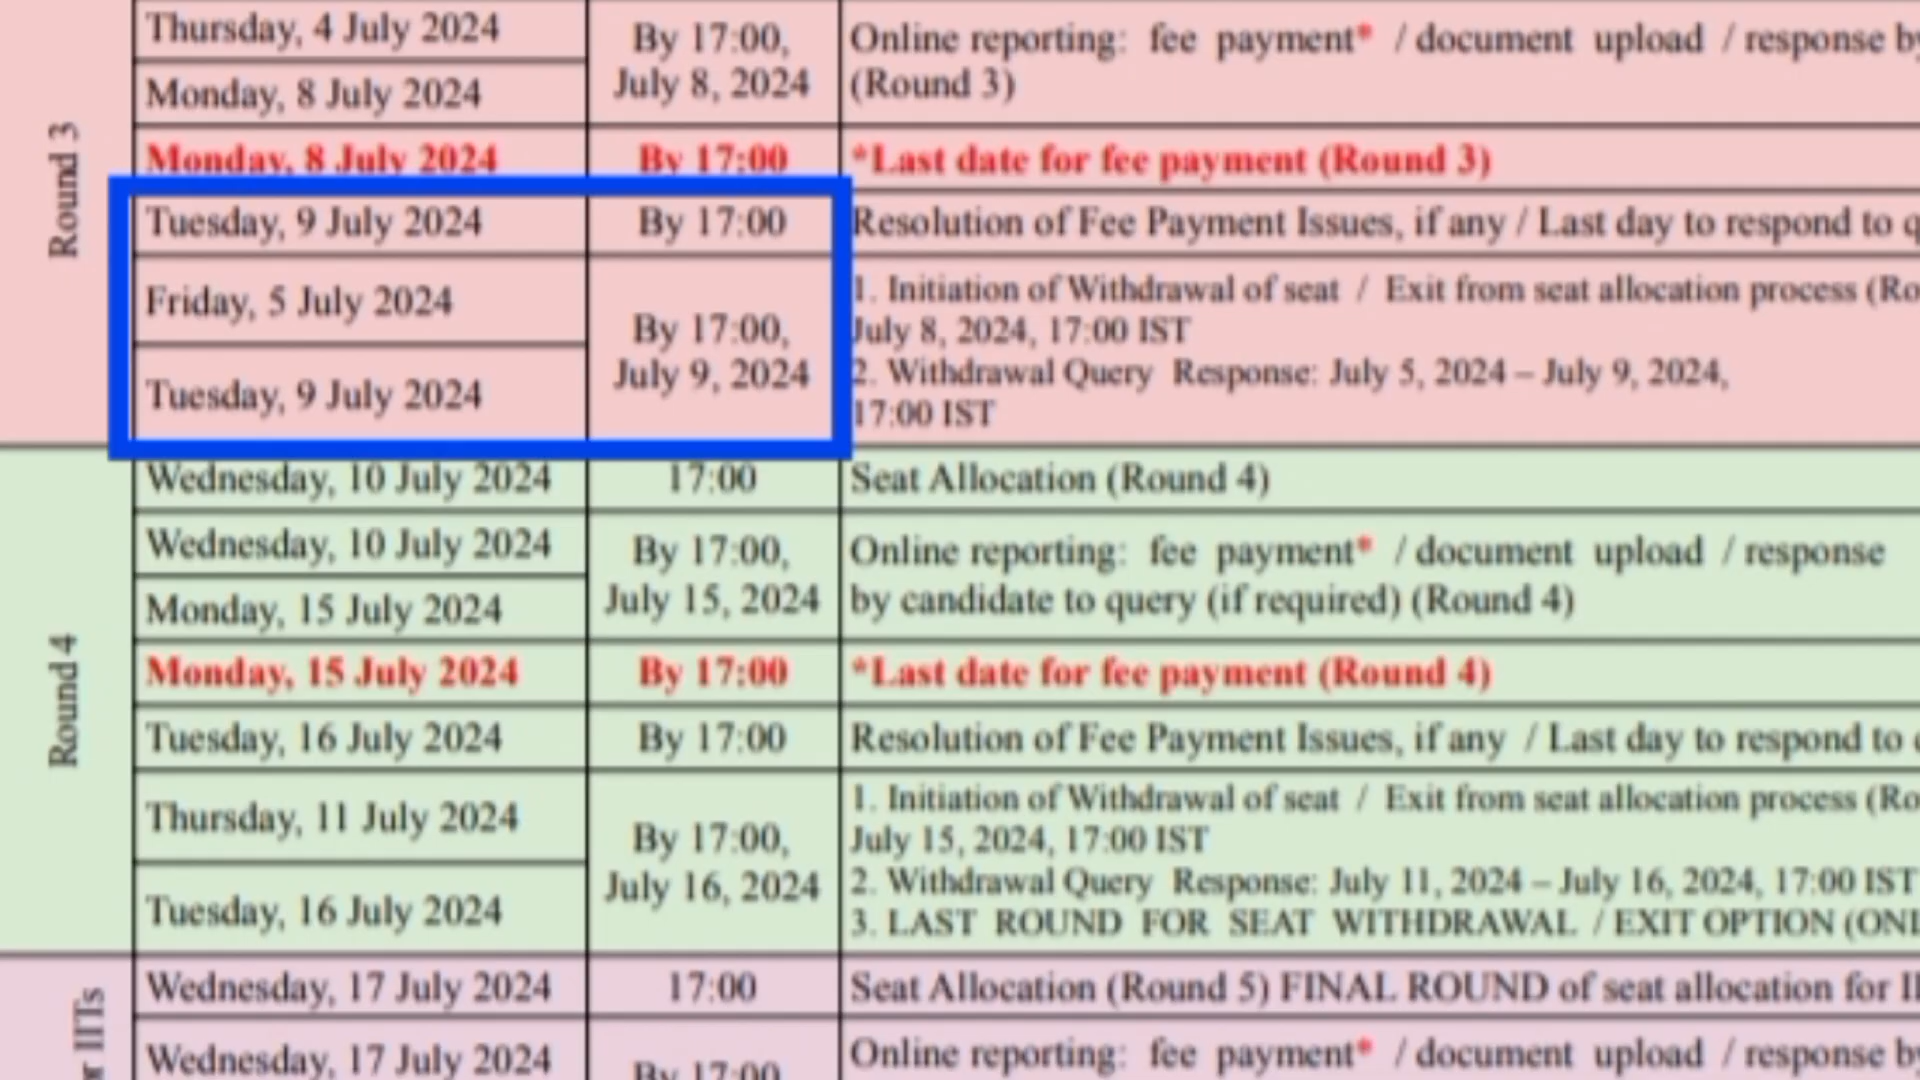 Round 3
Thursday, 4 July 2024
Monday, 8 July 2024
By 17:00,
July 8, 2024
Online reporting: fee payment* / document upload / response by
(Round 3)
Monday, 8 July 2024
By 17:00
*Last date for fee payment (Round 3)
Tuesday, 9 July 2024
By 17:00
Resolution of Fee Payment Issues, if any / Last day to respond to
Friday, 5 July 2024
Tuesday, 9 July 2024
By 17:00,
July 9, 2024
1. Initiation of Withdrawal of seat / Exit from seat allocation process
July 8, 2024, 17:00 IST
2. Withdrawal Query Response: July 5, 2024 – July 9, 2024,
17:00 IST
Round 4
Wednesday, 10 July 2024
17:00
Seat Allocation (Round 4)
Wednesday, 10 July 2024
Monday, 15 July 2024
By 17:00,
July 15, 2024
Online reporting: fee payment* / document upload / response
by candidate to query (if required) (Round 4)
Monday, 15 July 2024
By 17:00
*Last date for fee payment (Round 4)
Tuesday, 16 July 2024
By 17:00
Resolution of Fee Payment Issues, if any / Last day to respond to
Thursday, 11 July 2024
Tuesday, 16 July 2024
By 17:00,
July 16, 2024
1. Initiation of Withdrawal of seat / Exit from seat allocation process
July 15, 2024, 17:00 IST
2. Withdrawal Query Response: July 11, 2024 – July 16, 2024, 17:00 IST
3. LAST ROUND FOR SEAT WITHDRAWAL / EXIT OPTION
IITs
Wednesday, 17 July 2024
17:00
Seat Allocation (Round 5) FINAL ROUND of seat allocation for
Wednesday, 17 July 2024
By 17:00
Online reporting: fee payment* / document upload / response by